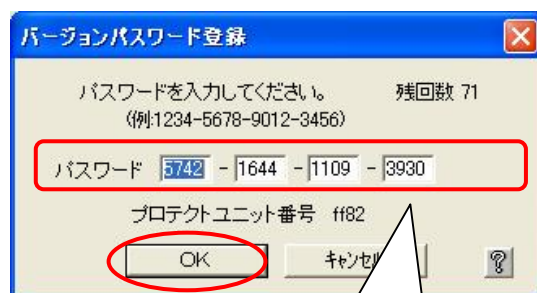 バージョンパスワード登録
パスワードを入力してください。 残回数 71
(例:1234-5678-9012-3456)
パスワード 5742 - 1644 - 1109 - 3930
プロテクトユニット番号 ff82
OK キャンセル ?